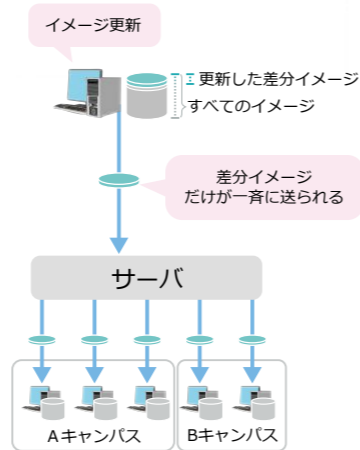 イメージ更新
更新した差分イメージ
すべてのイメージ
差分イメージ
だけが一斉に送られる
サーバ
Aキャンパス
Bキャンパス